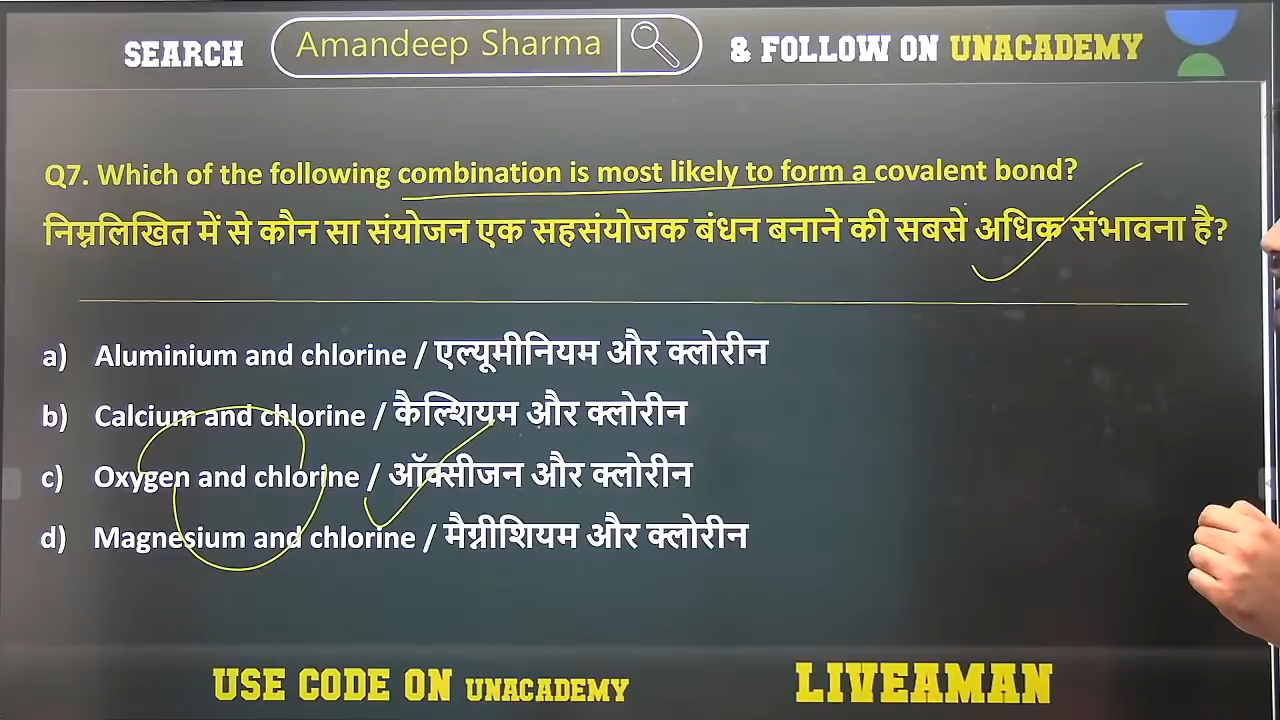 SEARCH Amandeep Sharma & FOLLOW ON UNACADEMY
Q7. Which of the following combination is most likely to form a covalent bond?
निम्नलिखित में से कौन सा संयोजन एक सहसंयोजक बंधन बनाने की सबसे अधिक संभावना है?
a) Aluminium and chlorine / एल्यूमीनियम और क्लोरीन
b) Calcium and chlorine / कैल्शियम और क्लोरीन
c) Oxygen and chlorine / ऑक्सीजन और क्लोरीन
d) Magnesium and chlorine / मैग्नीशियम और क्लोरीन
USE CODE ON UNACADEMY LIVEAMAN